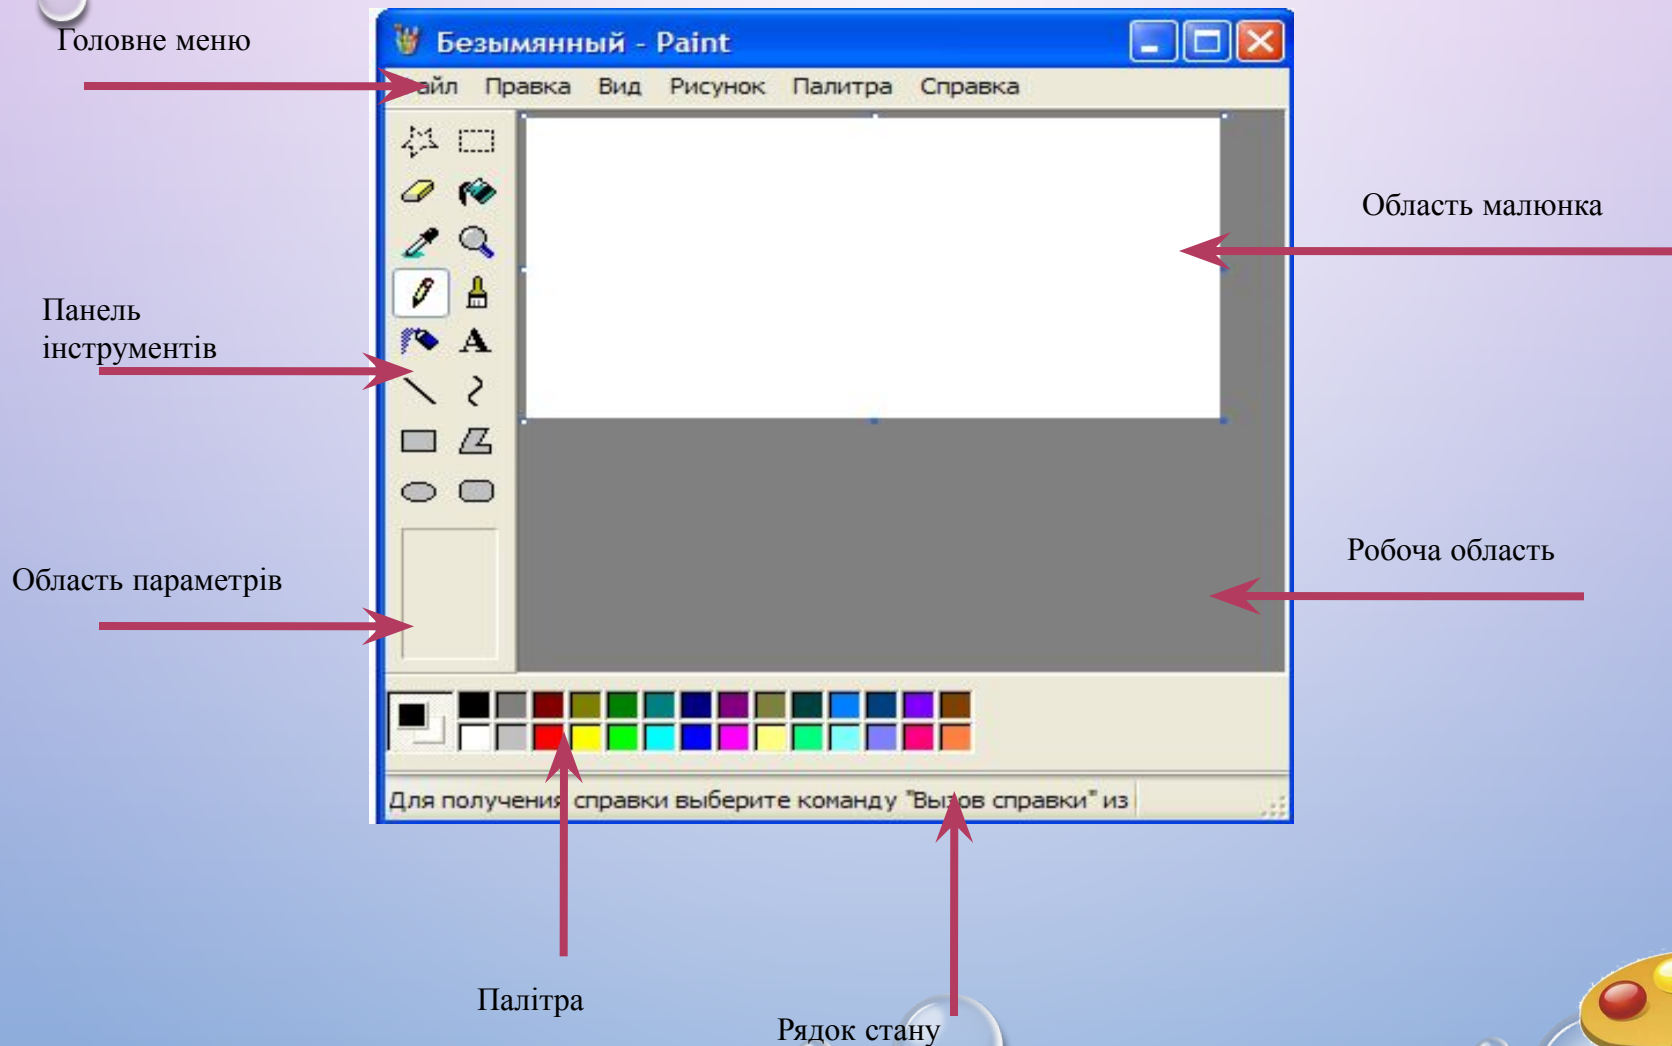 Головне меню
Безымянный - Paint
Файл Правка Вид Рисунок Палитра Справка
Область малюнка
Панель
інструментів
A
Робоча область
Область параметрів
Для получения справки выберите команду "Вызов справки" из
Палітра
Рядок стану